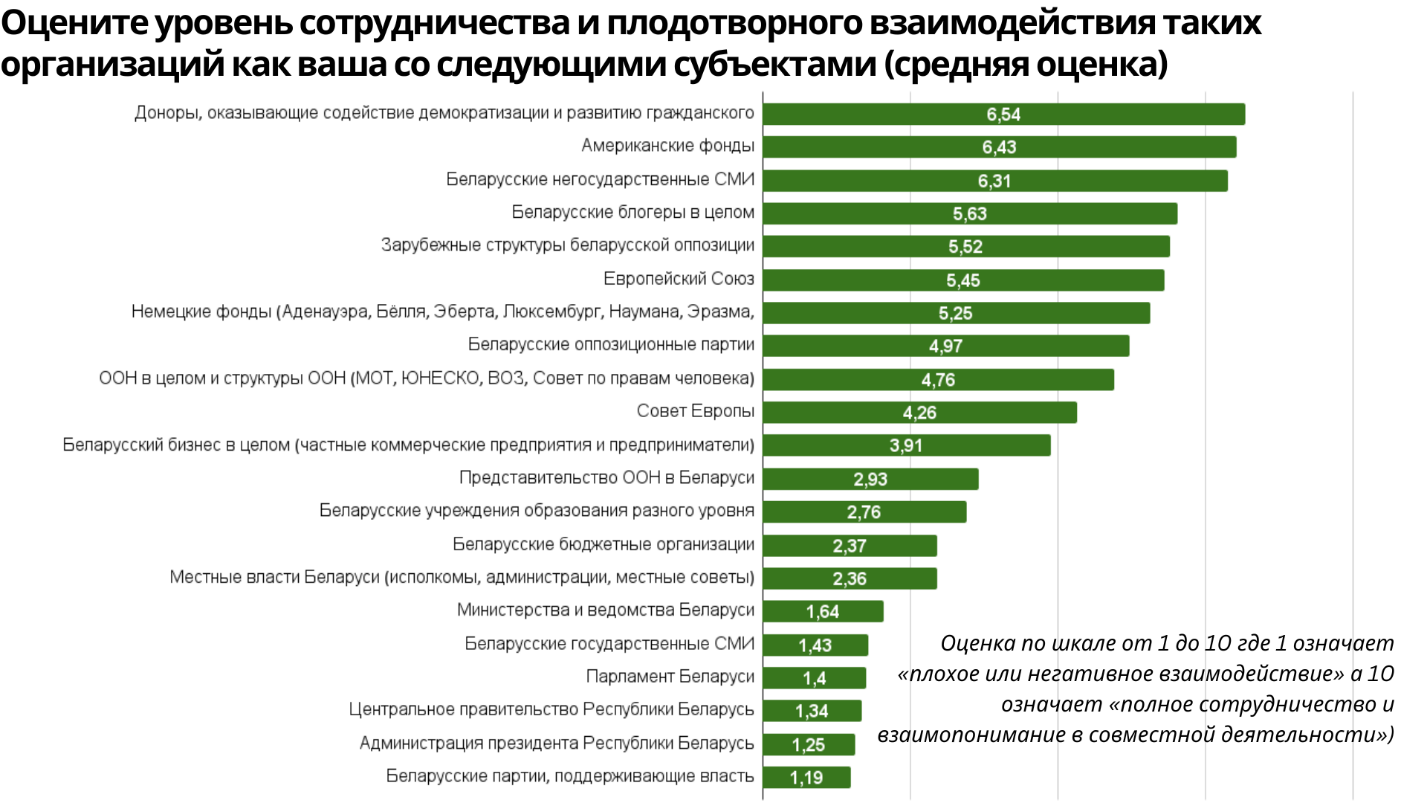 Оцените уровень сотрудничества и плодотворного взаимодействия таких
организаций как ваша со следующими субъектами (средняя оценка)
Доноры, оказывающие содействие демократизации и развитию гражданского 6,54
Американские фонды 6,43
Беларусские негосударственные СМИ 6,31
Беларусские блогеры в целом 5,63
Зарубежные структуры беларусской оппозиции 5,52
Европейский Союз 5,45
Немецкие фонды (Аденауэра, Бёлля, Эберта, Люксембург, Наумана, Эразма, 5,25
Беларусские оппозиционные партии 4,97
ООН в целом и структуры ООН (МОТ, ЮНЕСКО, ВОЗ, Совет по правам человека) 4,76
Совет Европы 4,26
Беларусский бизнес в целом (частные коммерческие предприятия и предприниматели) 3,91
Представительство ООН в Беларуси 2,93
Беларусские учреждения образования разного уровня 2,76
Беларусские бюджетные организации 2,37
Местные власти Беларуси (исполкомы, администрации, местные советы) 2,36
Министерства и ведомства Беларуси 1,64
Беларусские государственные СМИ 1,43
Парламент Беларуси 1,4
Центральное правительство Республики Беларусь 1,34
Администрация президента Республики Беларусь 1,25
Беларусские партии, поддерживающие власть 1,19
Оценка по шкале от 1 до 10 где 1 означает
«плохое или негативное взаимодействие» а 10
означает «полное сотрудничество и
взаимопонимание в совместной деятельности»)